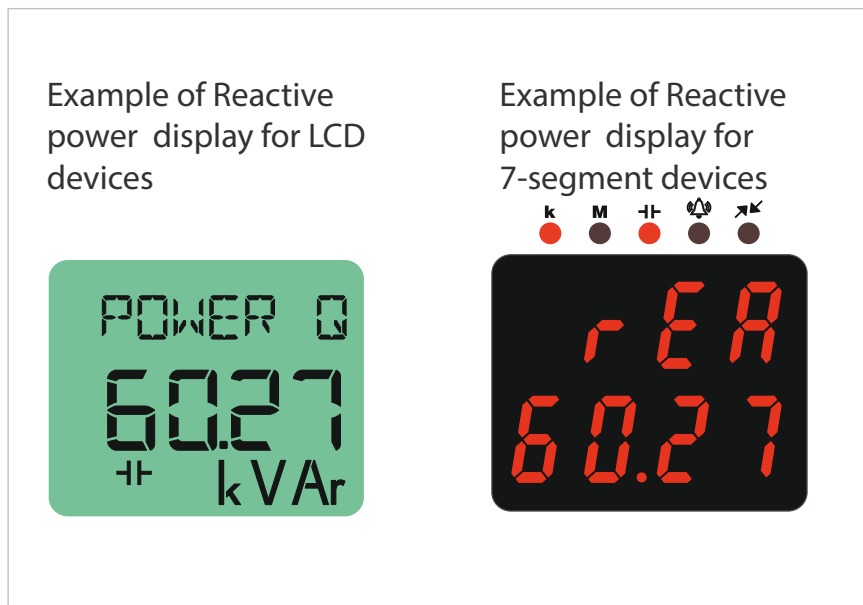 Example of Reactive
power display for LCD
devices
POWER Q
60.27
kVAr
Example of Reactive
power display for
7-segment devices
k M
rEA
60.27